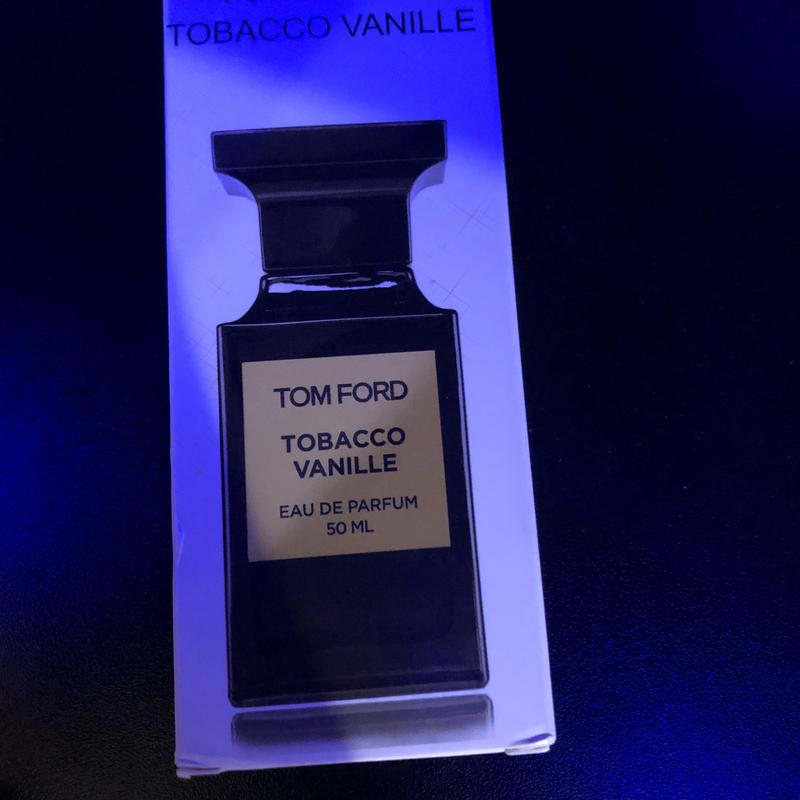 TOBACCO VANILLE
TOM FORD
TOBACCO
VANILLE
EAU DE PARFUM
50 ML